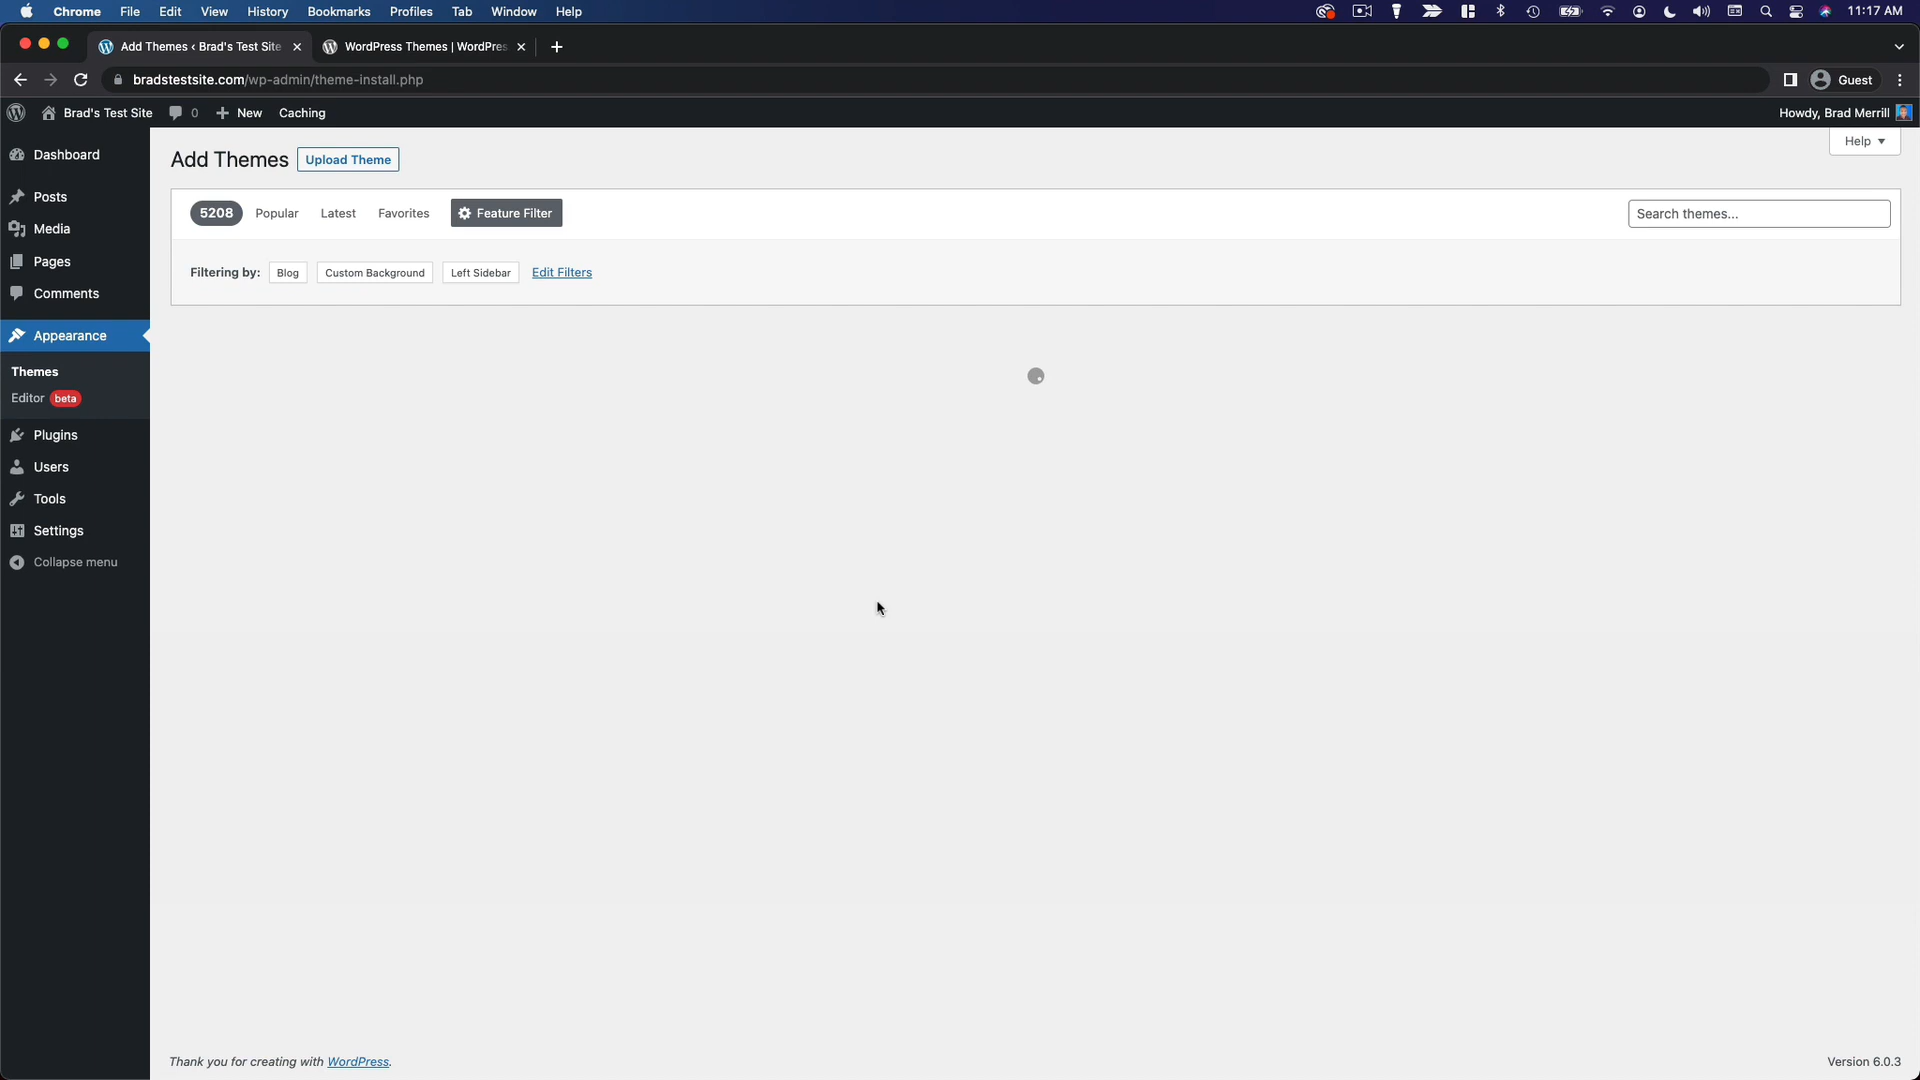 Chrome File Edit View History Bookmarks Profiles Tab Window Help 11:17 AM
Add Themes ‹ Brad's Test Site WordPress Themes | WordPres
bradstestsite.com/wp-admin/theme-install.php Guest
Brad's Test Site 0 New Caching Howdy, Brad Merrill
Help
Add Themes Upload Theme
5208 Popular Latest Favorites Feature Filter Search themes...
Filtering by: Blog Custom Background Left Sidebar Edit Filters
Dashboard
Posts
Media
Pages
Comments
Appearance
Themes
Editor beta
Plugins
Users
Tools
Settings
Collapse menu
Thank you for creating with WordPress. Version 6.0.3